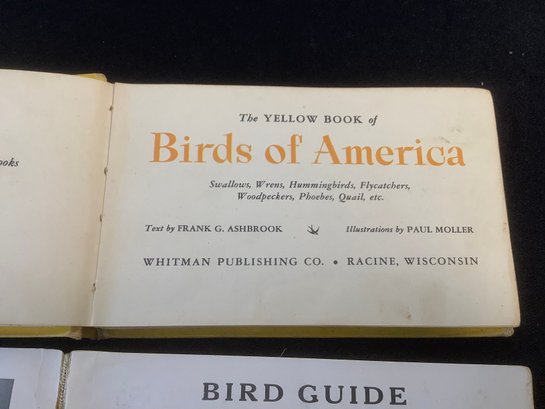 ooks
The YELLOW BOOK of
Birds of America
Swallows, Wrens, Hummingbirds, Flycatchers,
Woodpeckers, Phoebes, Quail, etc.
Text by FRANK G. ASHBROOK Illustrations by PAUL MOLLER
WHITMAN PUBLISHING CO. • RACINE, WISCONSIN
BIRD GUIDE